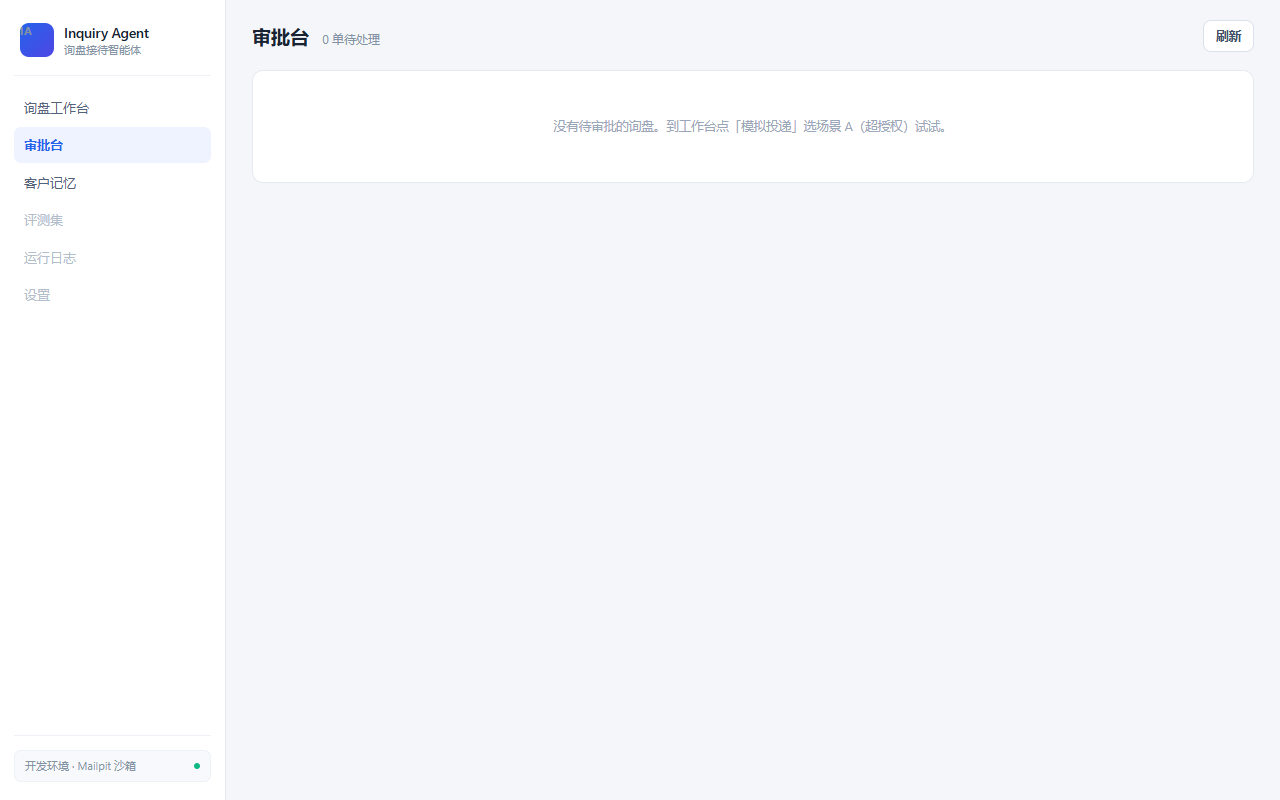 IA
Inquiry Agent
询盘接待智能体
询盘工作台
审批台
客户记忆
评测集
运行日志
设置
开发环境 · Mailpit 沙箱
审批台 0 单待处理
刷新
没有待审批的询盘。到工作台点「模拟投递」选场景 A（超授权）试试。